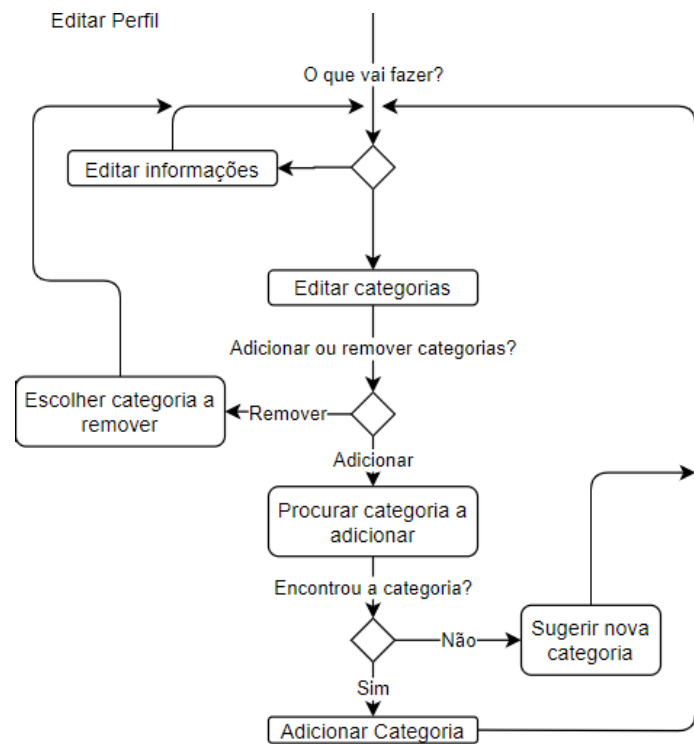 Editar Perfil
O que vai fazer?
Editar informações
Editar categorias
Adicionar ou remover categorias?
Escolher categoria a
remover
Remover
Adicionar
Procurar categoria a
adicionar
Encontrou a categoria?
Não
Sugerir nova
categoria
Sim
Adicionar Categoria